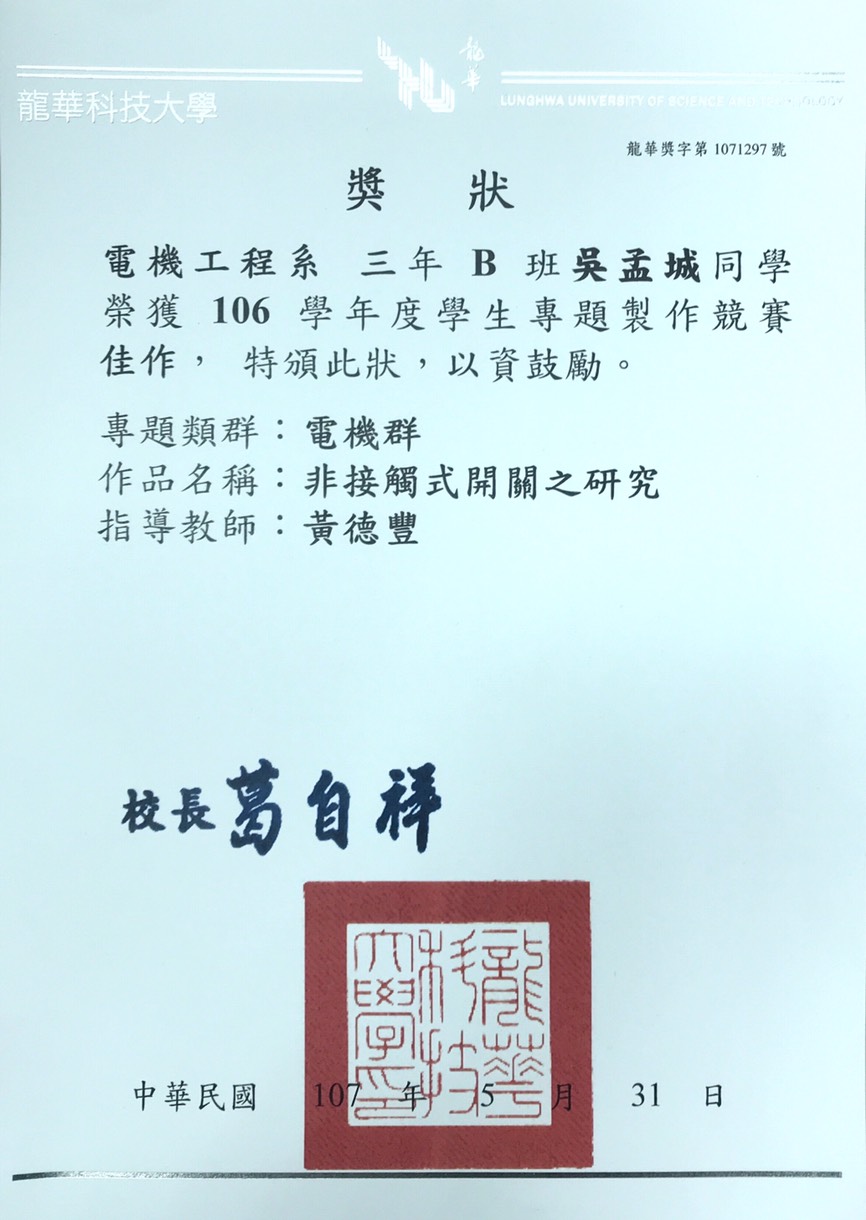 龍華
龍華科技大學
LUNGHWA UNIVERSITY OF SCIENCE AND TECHNOLOGY
龍華獎字第 1071297 號
獎 狀
電機工程系 三年 B 班吳孟城同學
榮獲 106 學年度學生專題製作競賽
佳作， 特頒此狀，以資鼓勵。
專題類群：電機群
作品名稱：非接觸式開關之研究
指導教師：黃德豐
校長 葛自祥
龍華科技大學印
中華民國 107 年 5 月 31 日